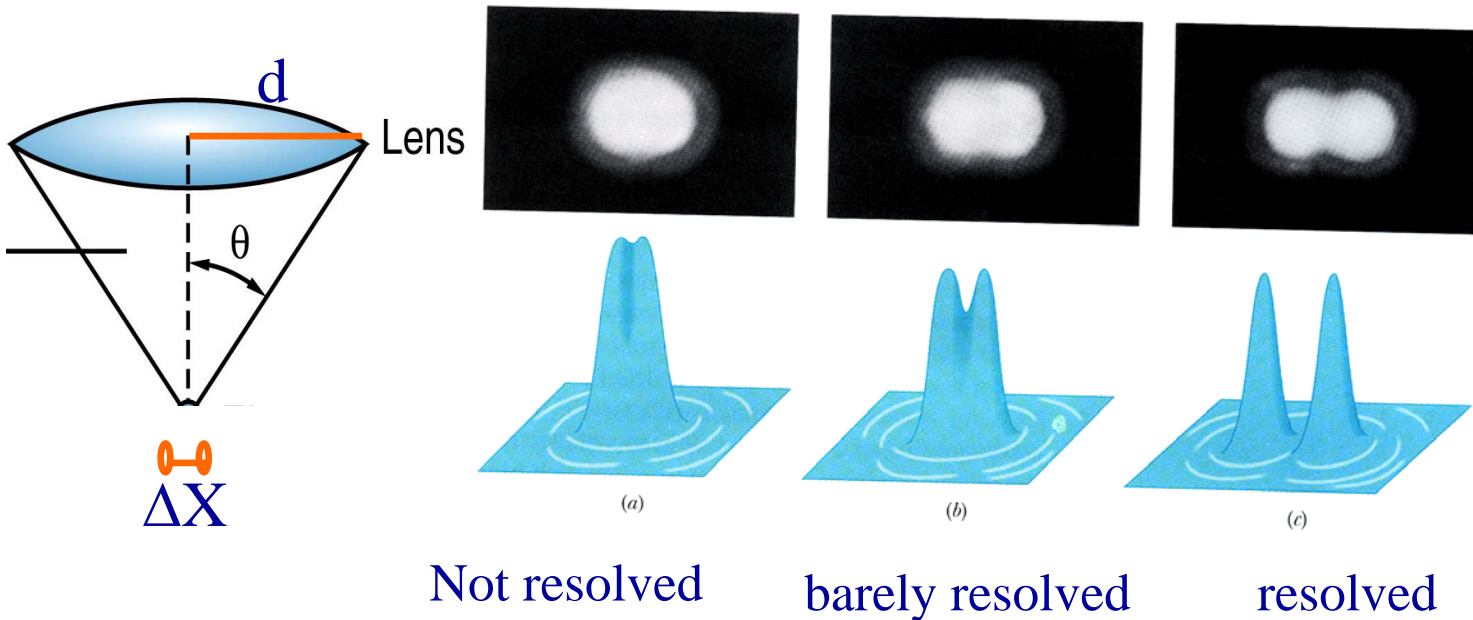 d
Lens
θ
ΔX
(a)
(b)
(c)
Not resolved
barely resolved
resolved